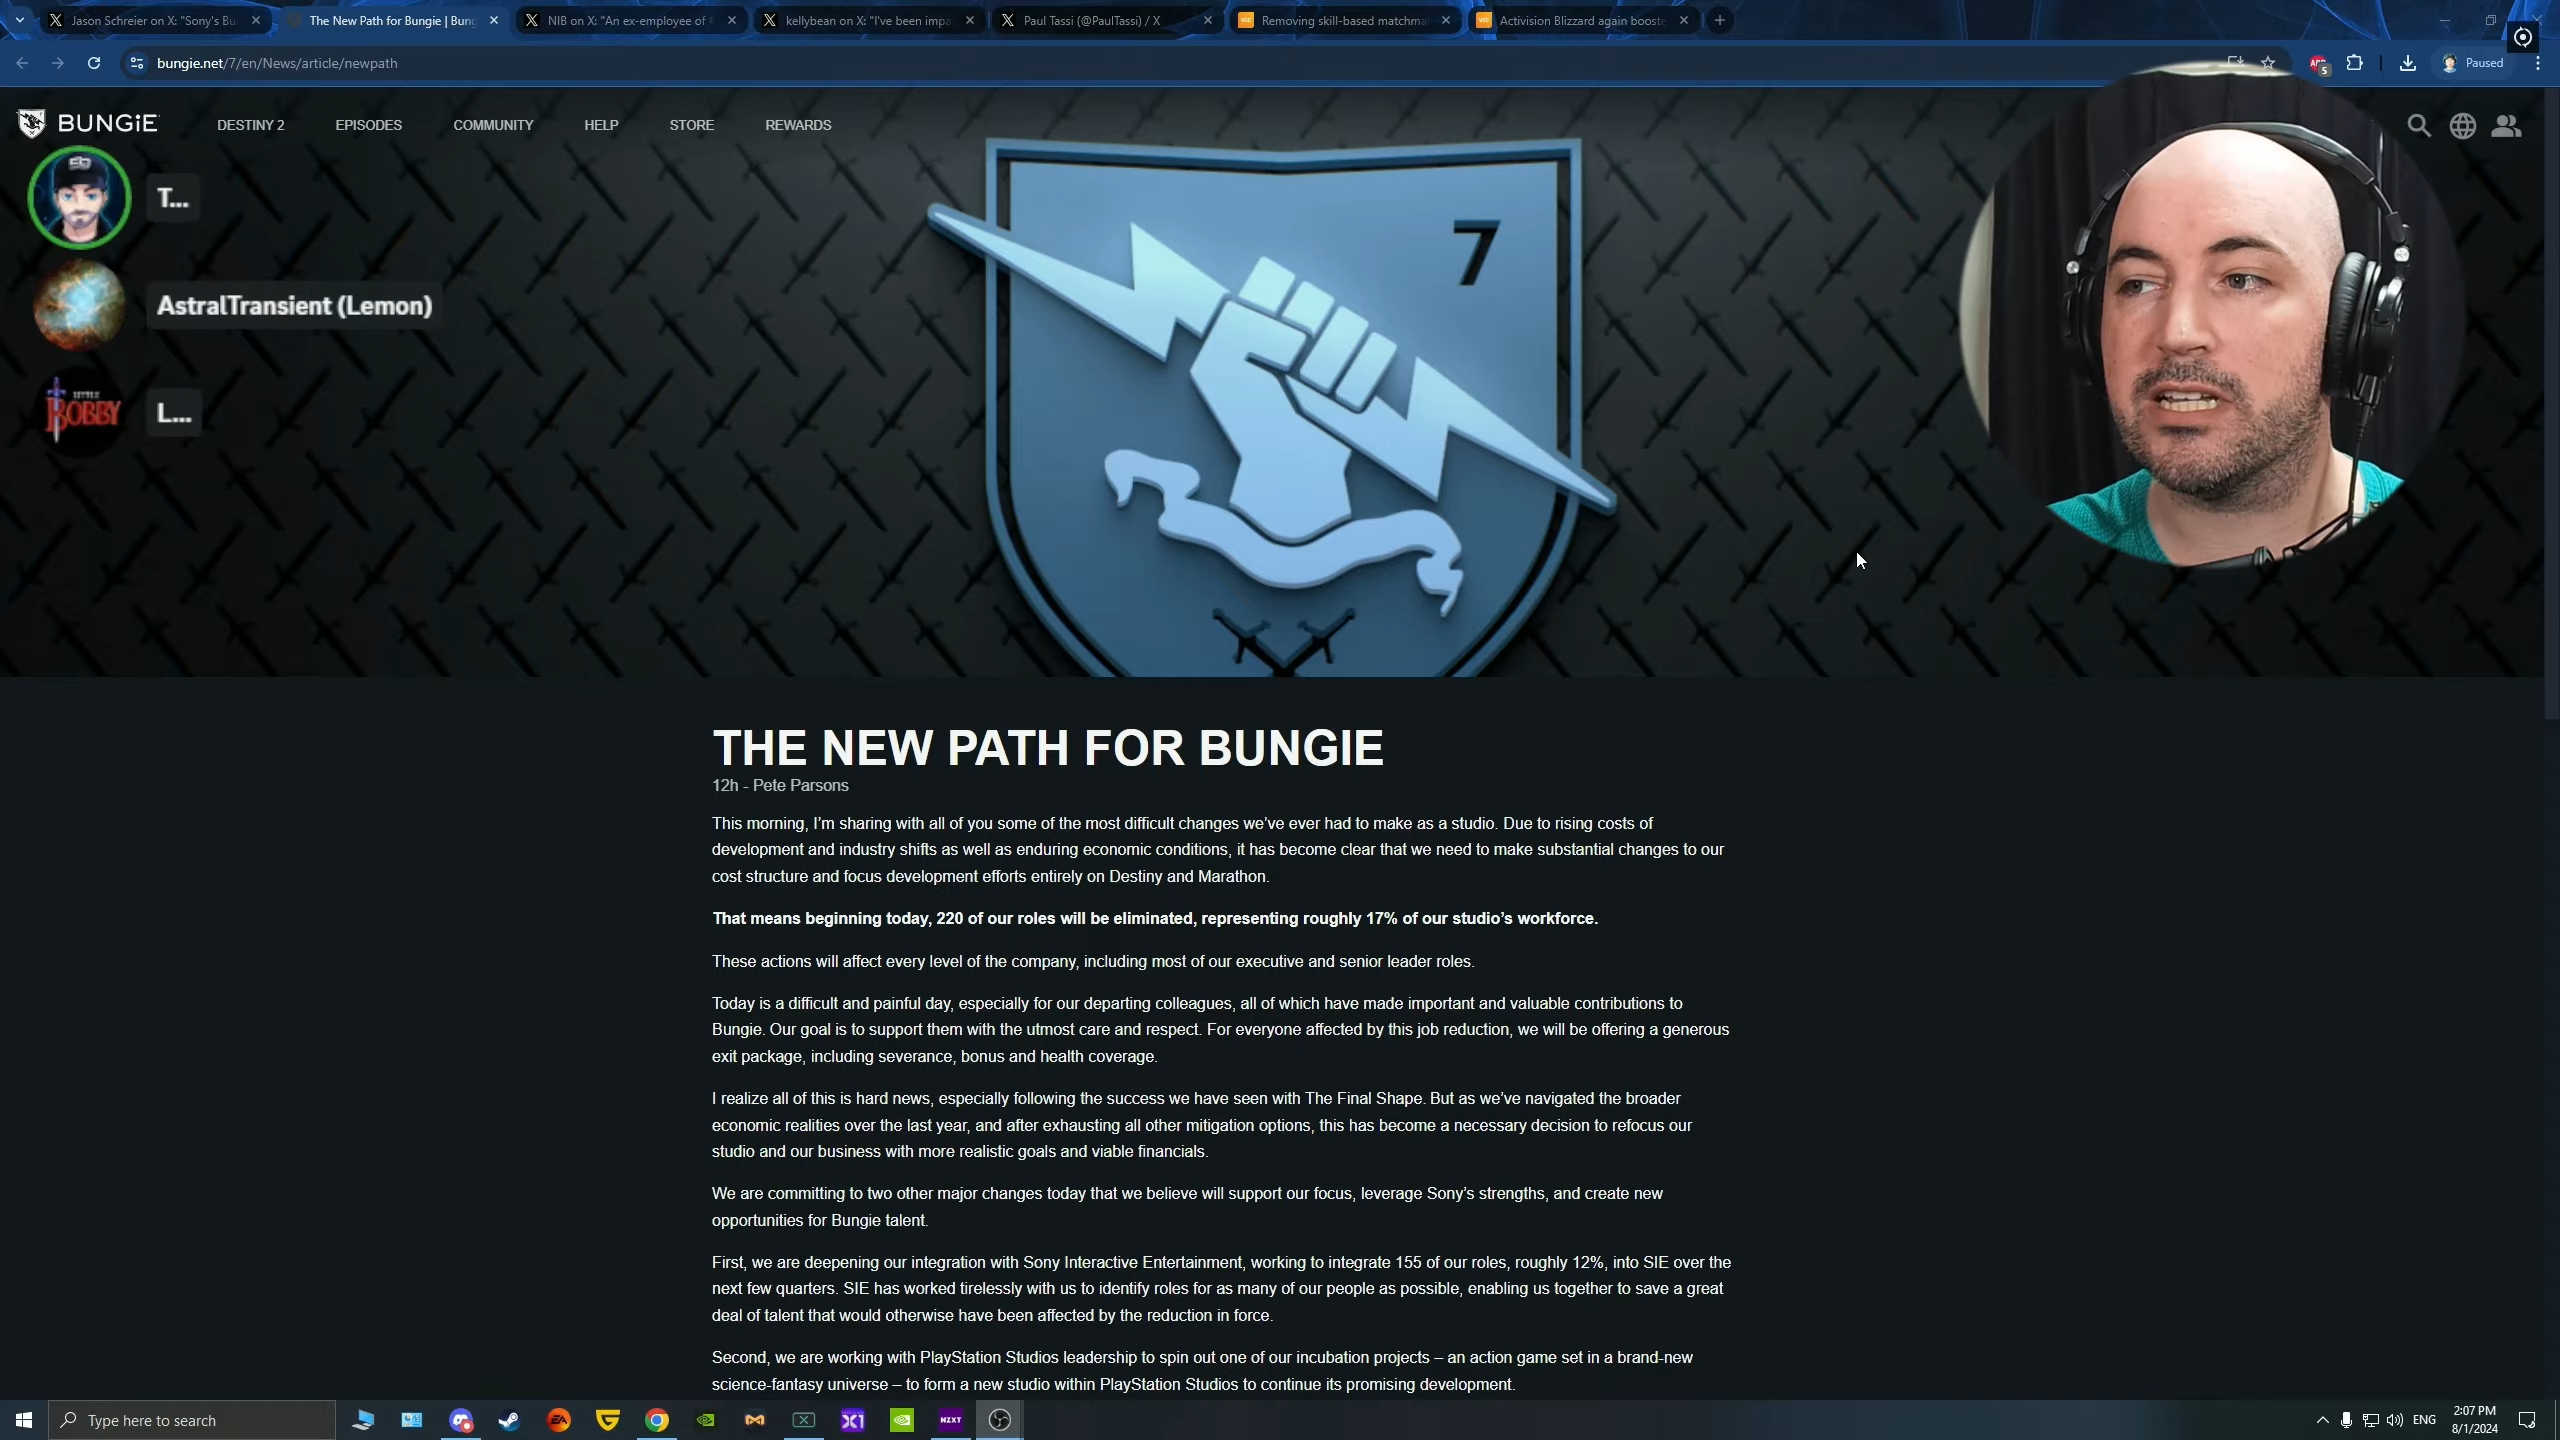 Jason Schreier on X: "Sony's Bu
The New Path for Bungie | Bung
NIB on X: "An ex-employee of
kellybean on X: "I've been impa
Paul Tassi (@PaulTassi) / X
Removing skill-based matchma
Activision Blizzard again booste
bungie.net/7/en/News/article/newpath
Paused
BUNGiE
DESTINY 2
EPISODES
COMMUNITY
HELP
STORE
REWARDS
7
T...
AstralTransient (Lemon)
BOBBY
L...
THE NEW PATH FOR BUNGIE
12h - Pete Parsons
This morning, I’m sharing with all of you some of the most difficult changes we’ve ever had to make as a studio. Due to rising costs of
development and industry shifts as well as enduring economic conditions, it has become clear that we need to make substantial changes to our
cost structure and focus development efforts entirely on Destiny and Marathon.
That means beginning today, 220 of our roles will be eliminated, representing roughly 17% of our studio’s workforce.
These actions will affect every level of the company, including most of our executive and senior leader roles.
Today is a difficult and painful day, especially for our departing colleagues, all of which have made important and valuable contributions to
Bungie. Our goal is to support them with the utmost care and respect. For everyone affected by this job reduction, we will be offering a generous
exit package, including severance, bonus and health coverage.
I realize all of this is hard news, especially following the success we have seen with The Final Shape. But as we’ve navigated the broader
economic realities over the last year, and after exhausting all other mitigation options, this has become a necessary decision to refocus our
studio and our business with more realistic goals and viable financials.
We are committing to two other major changes today that we believe will support our focus, leverage Sony’s strengths, and create new
opportunities for Bungie talent.
First, we are deepening our integration with Sony Interactive Entertainment, working to integrate 155 of our roles, roughly 12%, into SIE over the
next few quarters. SIE has worked tirelessly with us to identify roles for as many of our people as possible, enabling us together to save a great
deal of talent that would otherwise have been affected by the reduction in force.
Second, we are working with PlayStation Studios leadership to spin out one of our incubation projects – an action game set in a brand-new
science-fantasy universe – to form a new studio within PlayStation Studios to continue its promising development.
Type here to search
NZXT
ENG
2:07 PM
8/1/2024